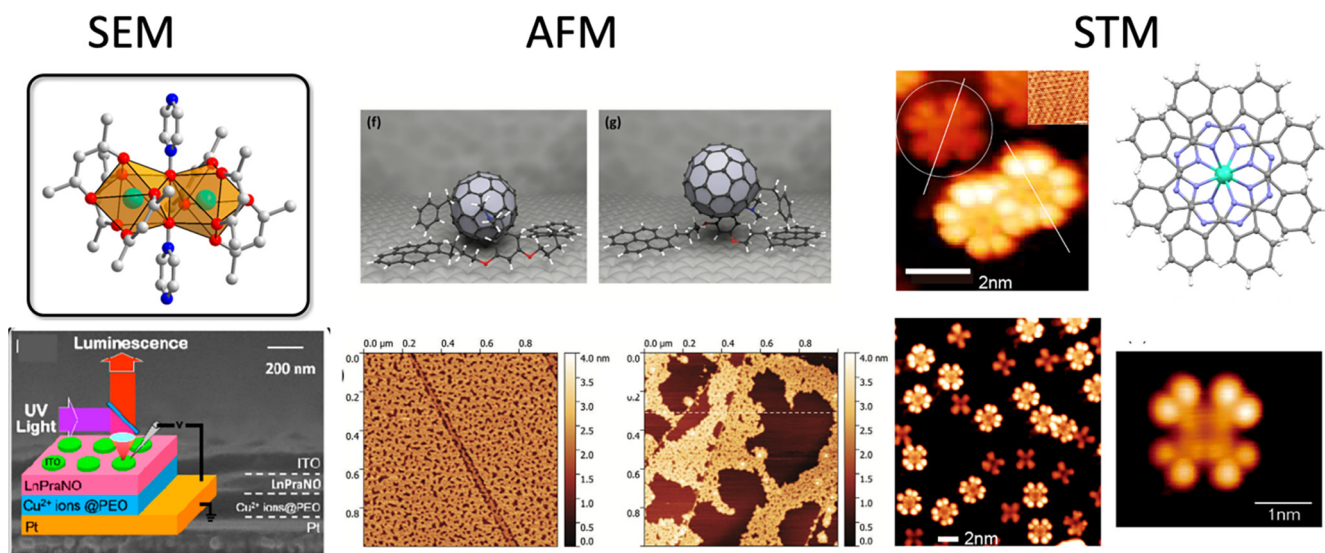 SEM
AFM
STM
(f)
(g)
2nm
Luminescence
200 nm
UV
Light
V
ITO
LnPraNO
Cu²⁺ ions @PEO
Pt
ITO
LnPraNO
Cu²⁺ ions@PEO
Pt
0.0 µm 0.2 0.4 0.6 0.8
0.0
0.2
0.4
0.6
0.8
4.0 nm
3.5
3.0
2.5
2.0
1.5
1.0
0.5
0.0
0.0 µm 0.2 0.4 0.6 0.8
0.0
0.4
0.6
0.8
4.0 nm
3.5
3.0
2.5
2.0
1.5
1.0
0.5
0.0
2nm
1nm